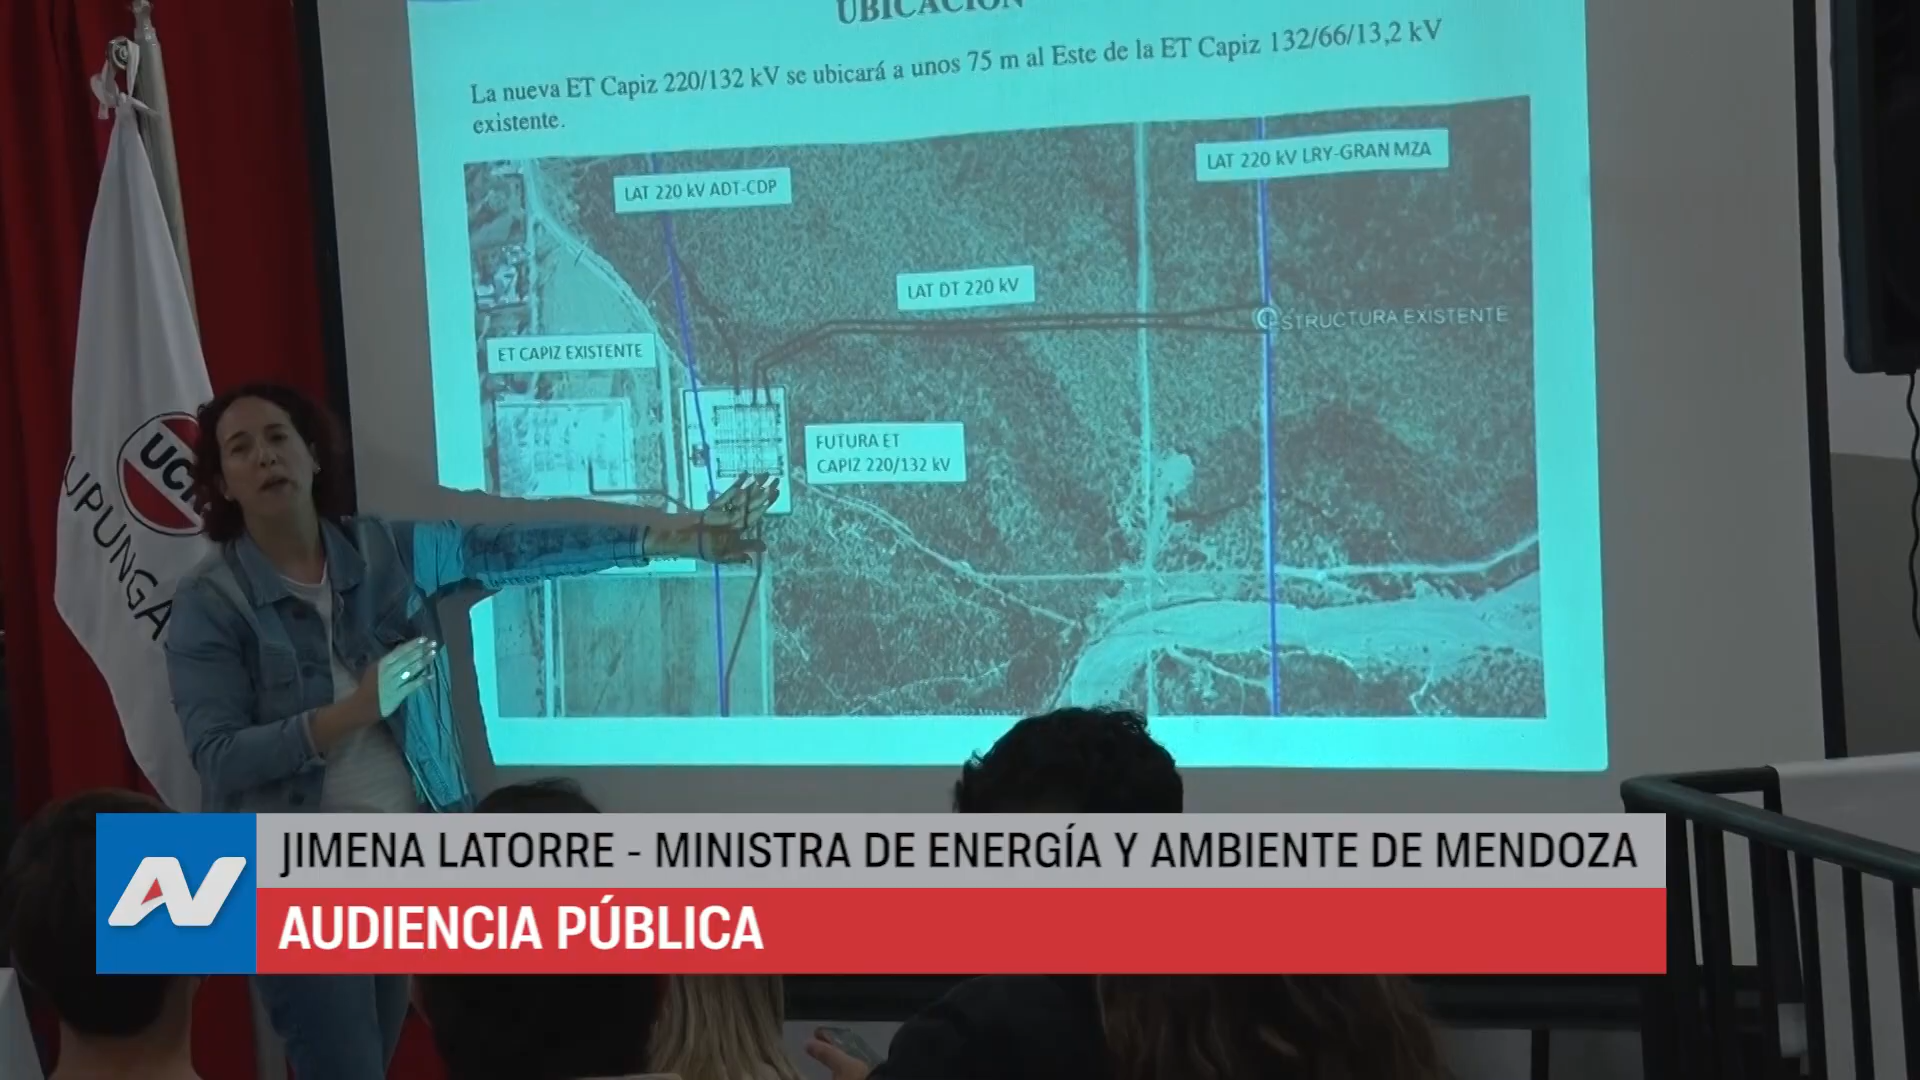 UBICACIÓN
La nueva ET Capiz 220/132 kV se ubicará a unos 75 m al Este de la ET Capiz 132/66/13,2 kV
existente.
LAT 220 kV ADT-CDP
LAT 220 kV LRY-GRAN MZA
LAT DT 220 kV
ESTRUCTURA EXISTENTE
ET CAPIZ EXISTENTE
FUTURA ET
CAPIZ 220/132 kV
UCR
UPUNGA
JIMENA LATORRE - MINISTRA DE ENERGÍA Y AMBIENTE DE MENDOZA
AV
AUDIENCIA PÚBLICA